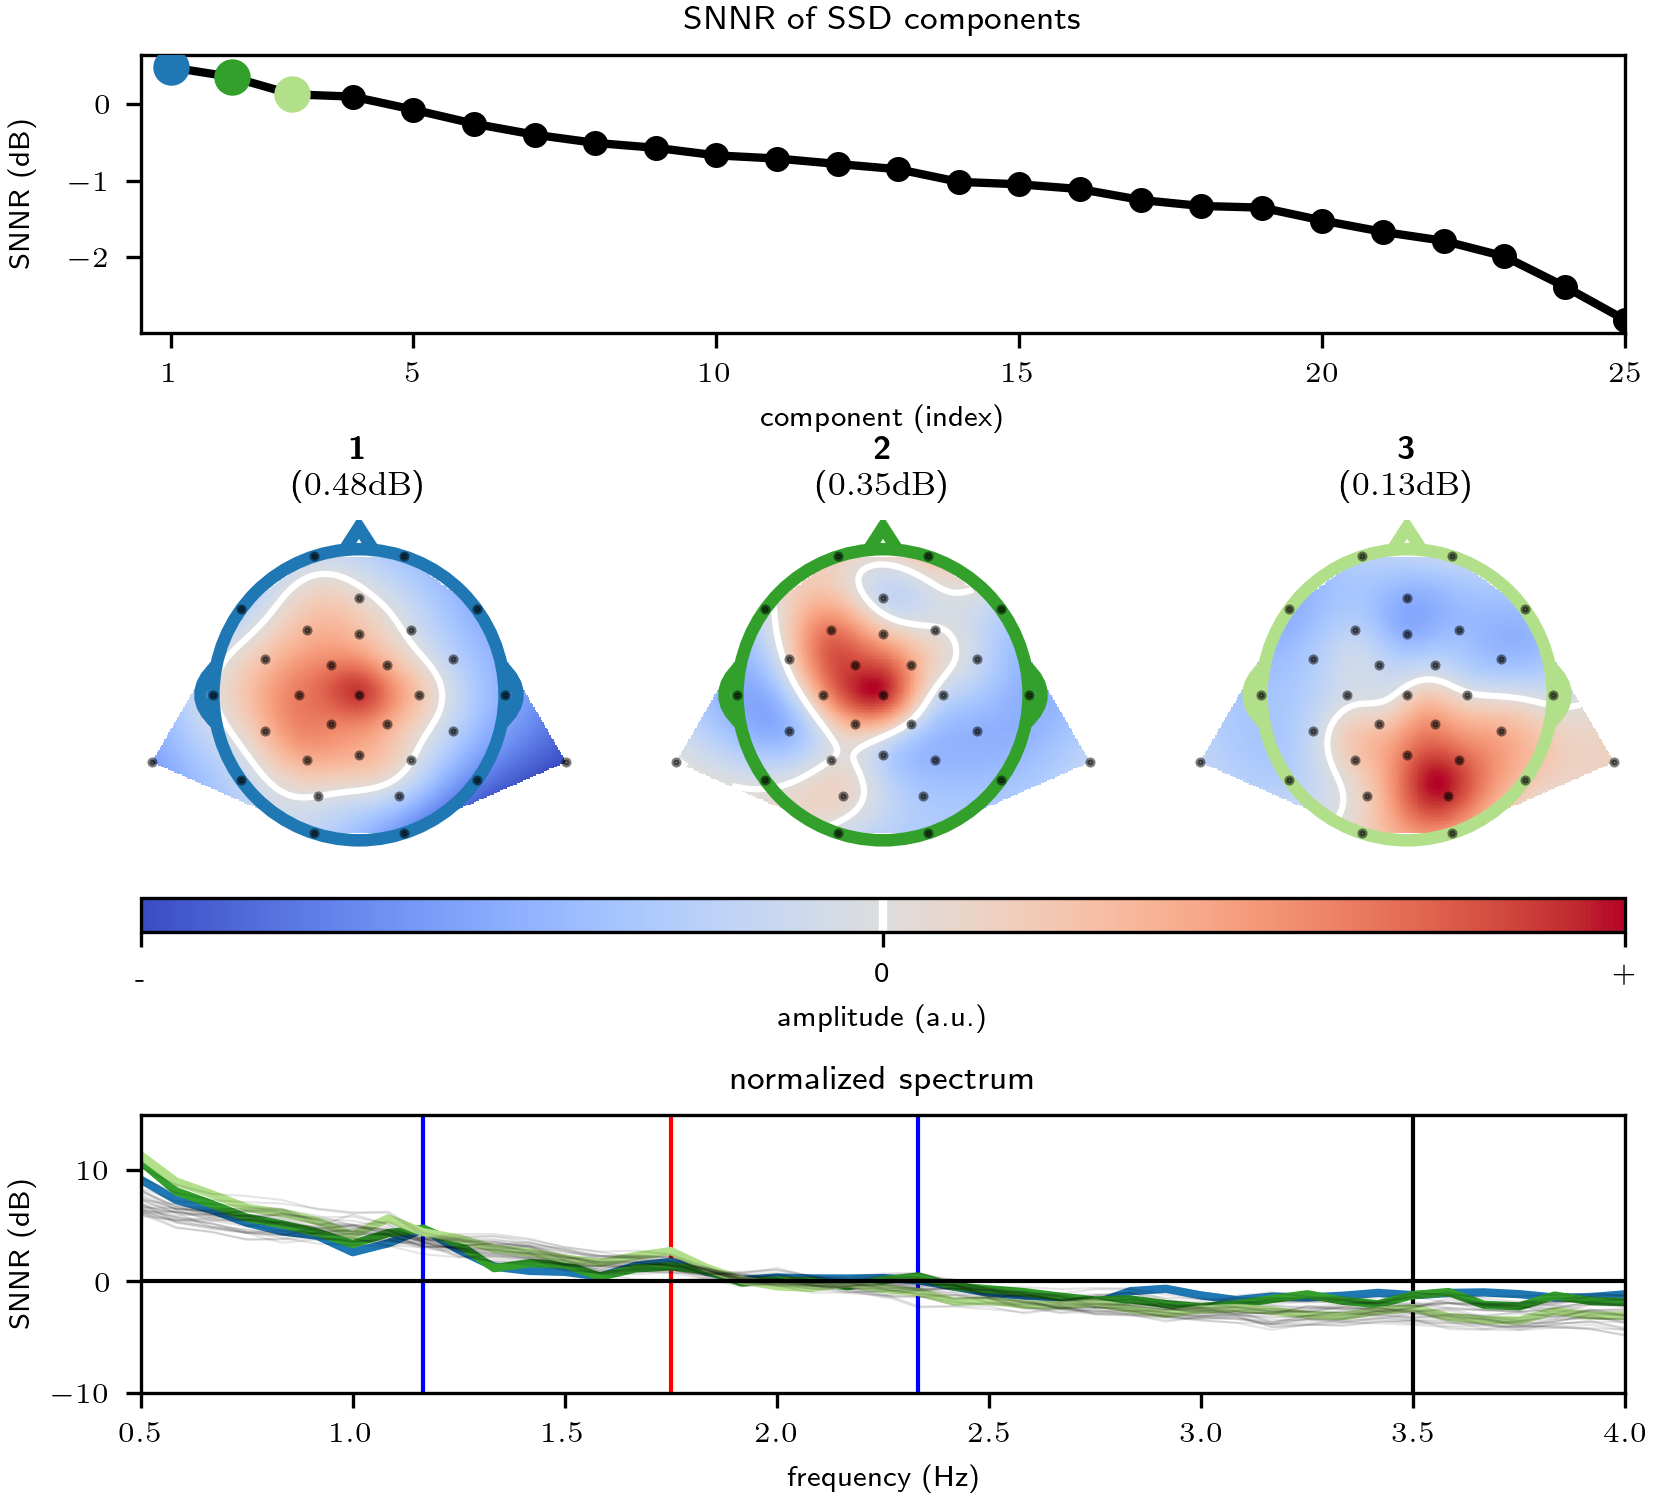 SNNR of SSD components
SNNR (dB)
0
−1
−2
1 5 10 15 20 25
component (index)
1 2 3
(0.48dB) (0.35dB) (0.13dB)
- 0 +
amplitude (a.u.)
normalized spectrum
SNNR (dB)
10
0
−10
0.5 1.0 1.5 2.0 2.5 3.0 3.5 4.0
frequency (Hz)